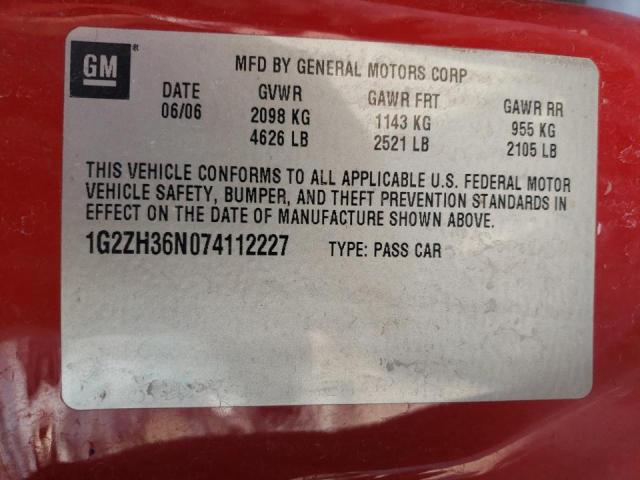 GM
MFD BY GENERAL MOTORS CORP
DATE GVWR GAWR FRT GAWR RR
06/06 2098 KG 1143 KG 955 KG
4626 LB 2521 LB 2105 LB
THIS VEHICLE CONFORMS TO ALL APPLICABLE U.S. FEDERAL MOTOR
VEHICLE SAFETY, BUMPER, AND THEFT PREVENTION STANDARDS IN
EFFECT ON THE DATE OF MANUFACTURE SHOWN ABOVE.
1G2ZH36N074112227 TYPE: PASS CAR